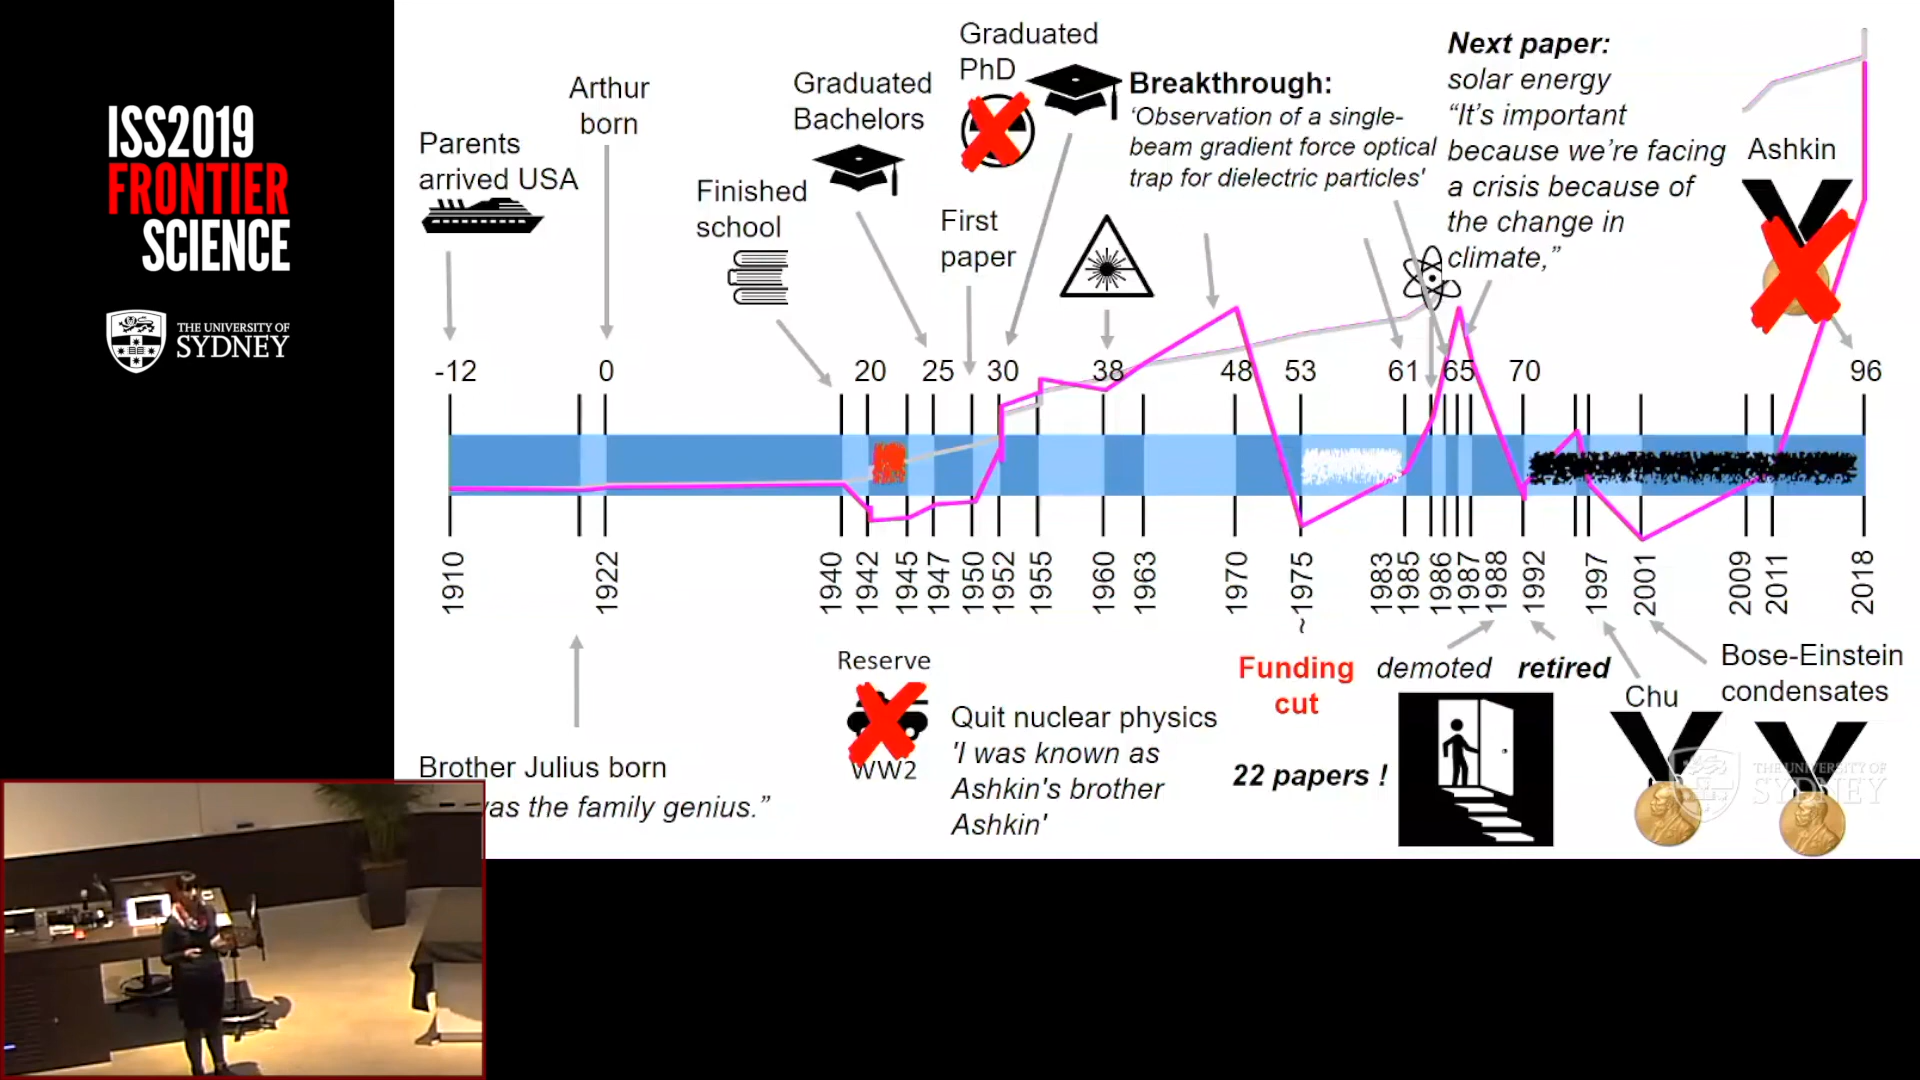 ISS2019
FRONTIER
SCIENCE
THE UNIVERSITY OF
SYDNEY
Parents
arrived USA
Arthur
born
Finished
school
Graduated
Bachelors
First
paper
Graduated
PhD
Breakthrough:
'Observation of a single-
beam gradient force optical
trap for dielectric particles'
Next paper:
solar energy
“It’s important
because we’re facing
a crisis because of
the change in
climate,”
Ashkin
-12 0 20 25 30 38 48 53 61 65 70 96
1910 1922 1940 1942 1945 1947 1950 1952 1955 1960 1963 1970 1975 1983 1985 1986 1987 1988 1992 1997 2001 2009 2011 2018
~
Brother Julius born
as the family genius.”
Reserve
WW2
Quit nuclear physics
'I was known as
Ashkin's brother
Ashkin'
Funding
cut
22 papers !
demoted
retired
Chu
Bose-Einstein
condensates
THE UNIVERSITY OF
SYDNEY